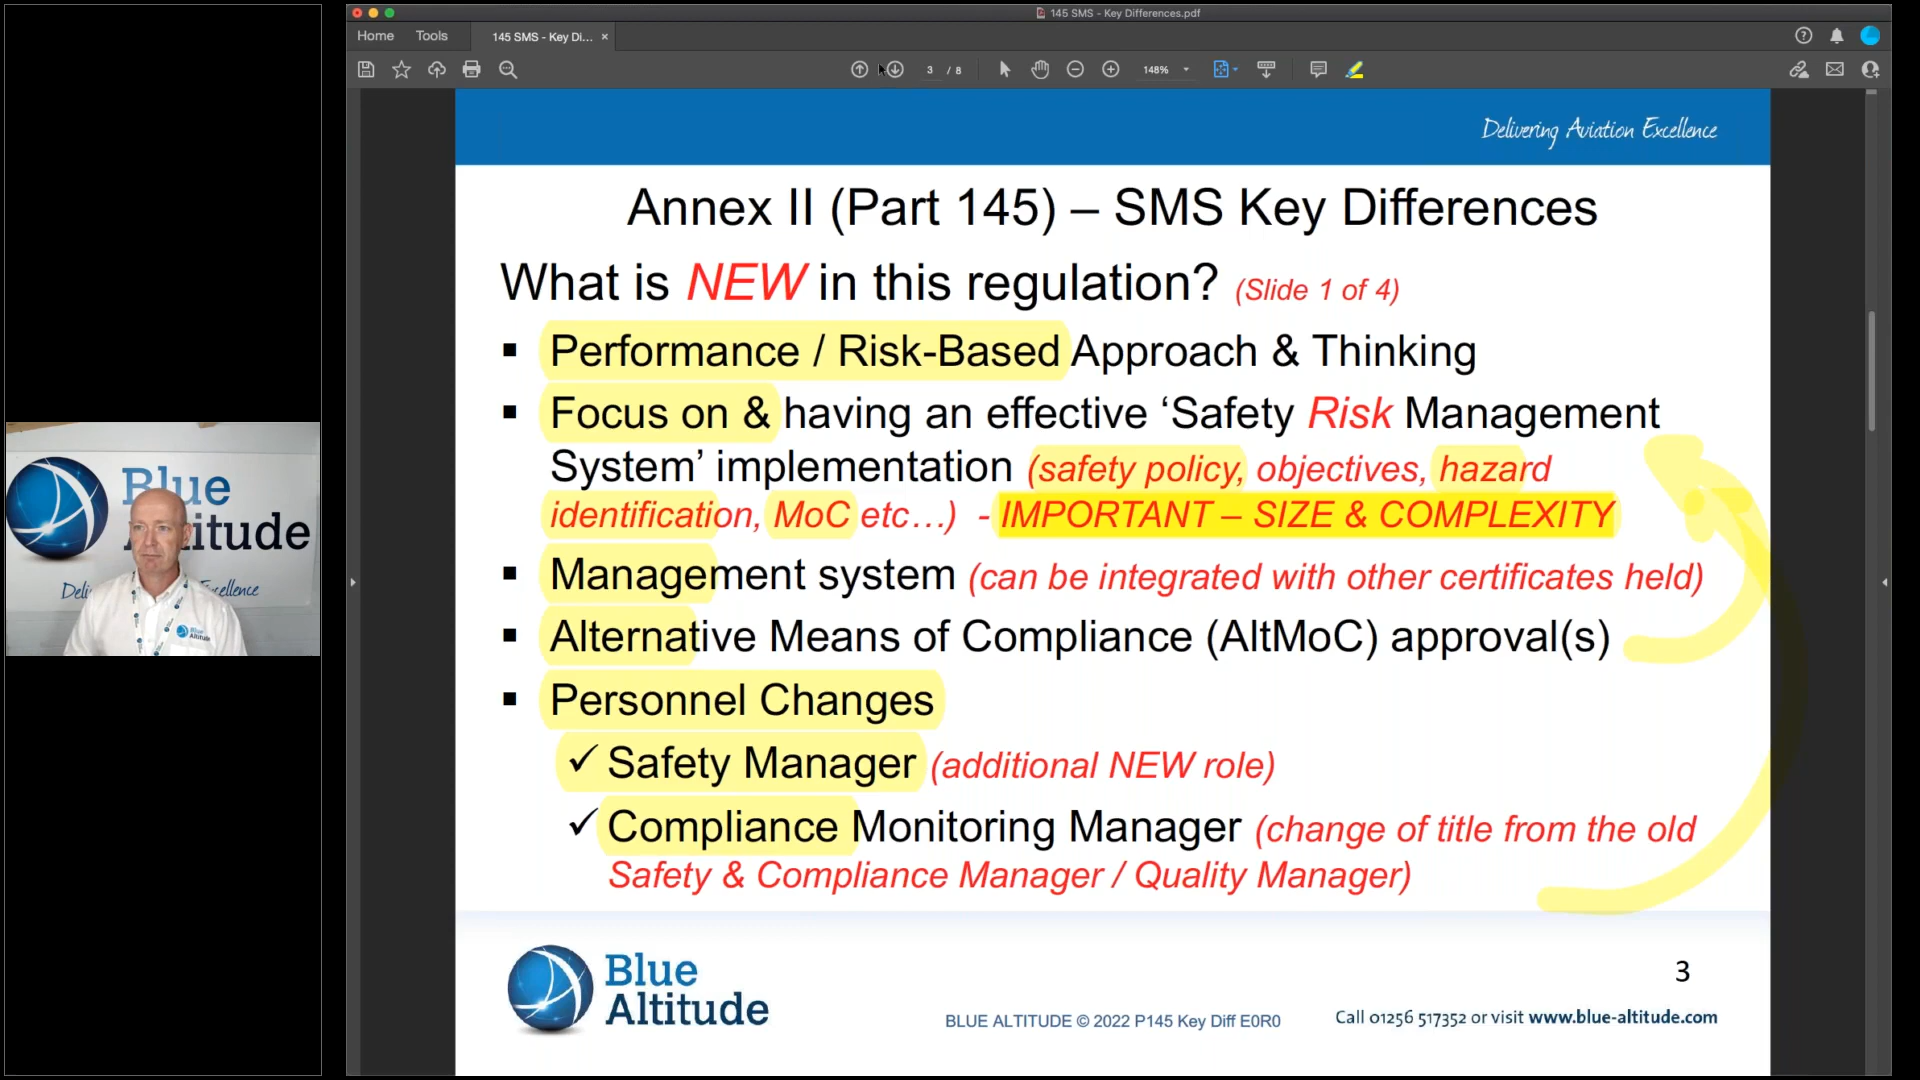 145 SMS - Key Differences.pdf
Home Tools 145 SMS - Key Di... ×
3 / 8 148%
Delivering Aviation Excellence
Annex II (Part 145) – SMS Key Differences
What is NEW in this regulation? (Slide 1 of 4)
▪ Performance / Risk-Based Approach & Thinking
▪ Focus on & having an effective ‘Safety Risk Management
System’ implementation (safety policy, objectives, hazard
identification, MoC etc…) - IMPORTANT – SIZE & COMPLEXITY
▪ Management system (can be integrated with other certificates held)
▪ Alternative Means of Compliance (AltMoC) approval(s)
▪ Personnel Changes
✓ Safety Manager (additional NEW role)
✓ Compliance Monitoring Manager (change of title from the old
Safety & Compliance Manager / Quality Manager)
Blue
Altitude
3
BLUE ALTITUDE © 2022 P145 Key Diff E0R0
Call 01256 517352 or visit www.blue-altitude.com
Blue
Altitude